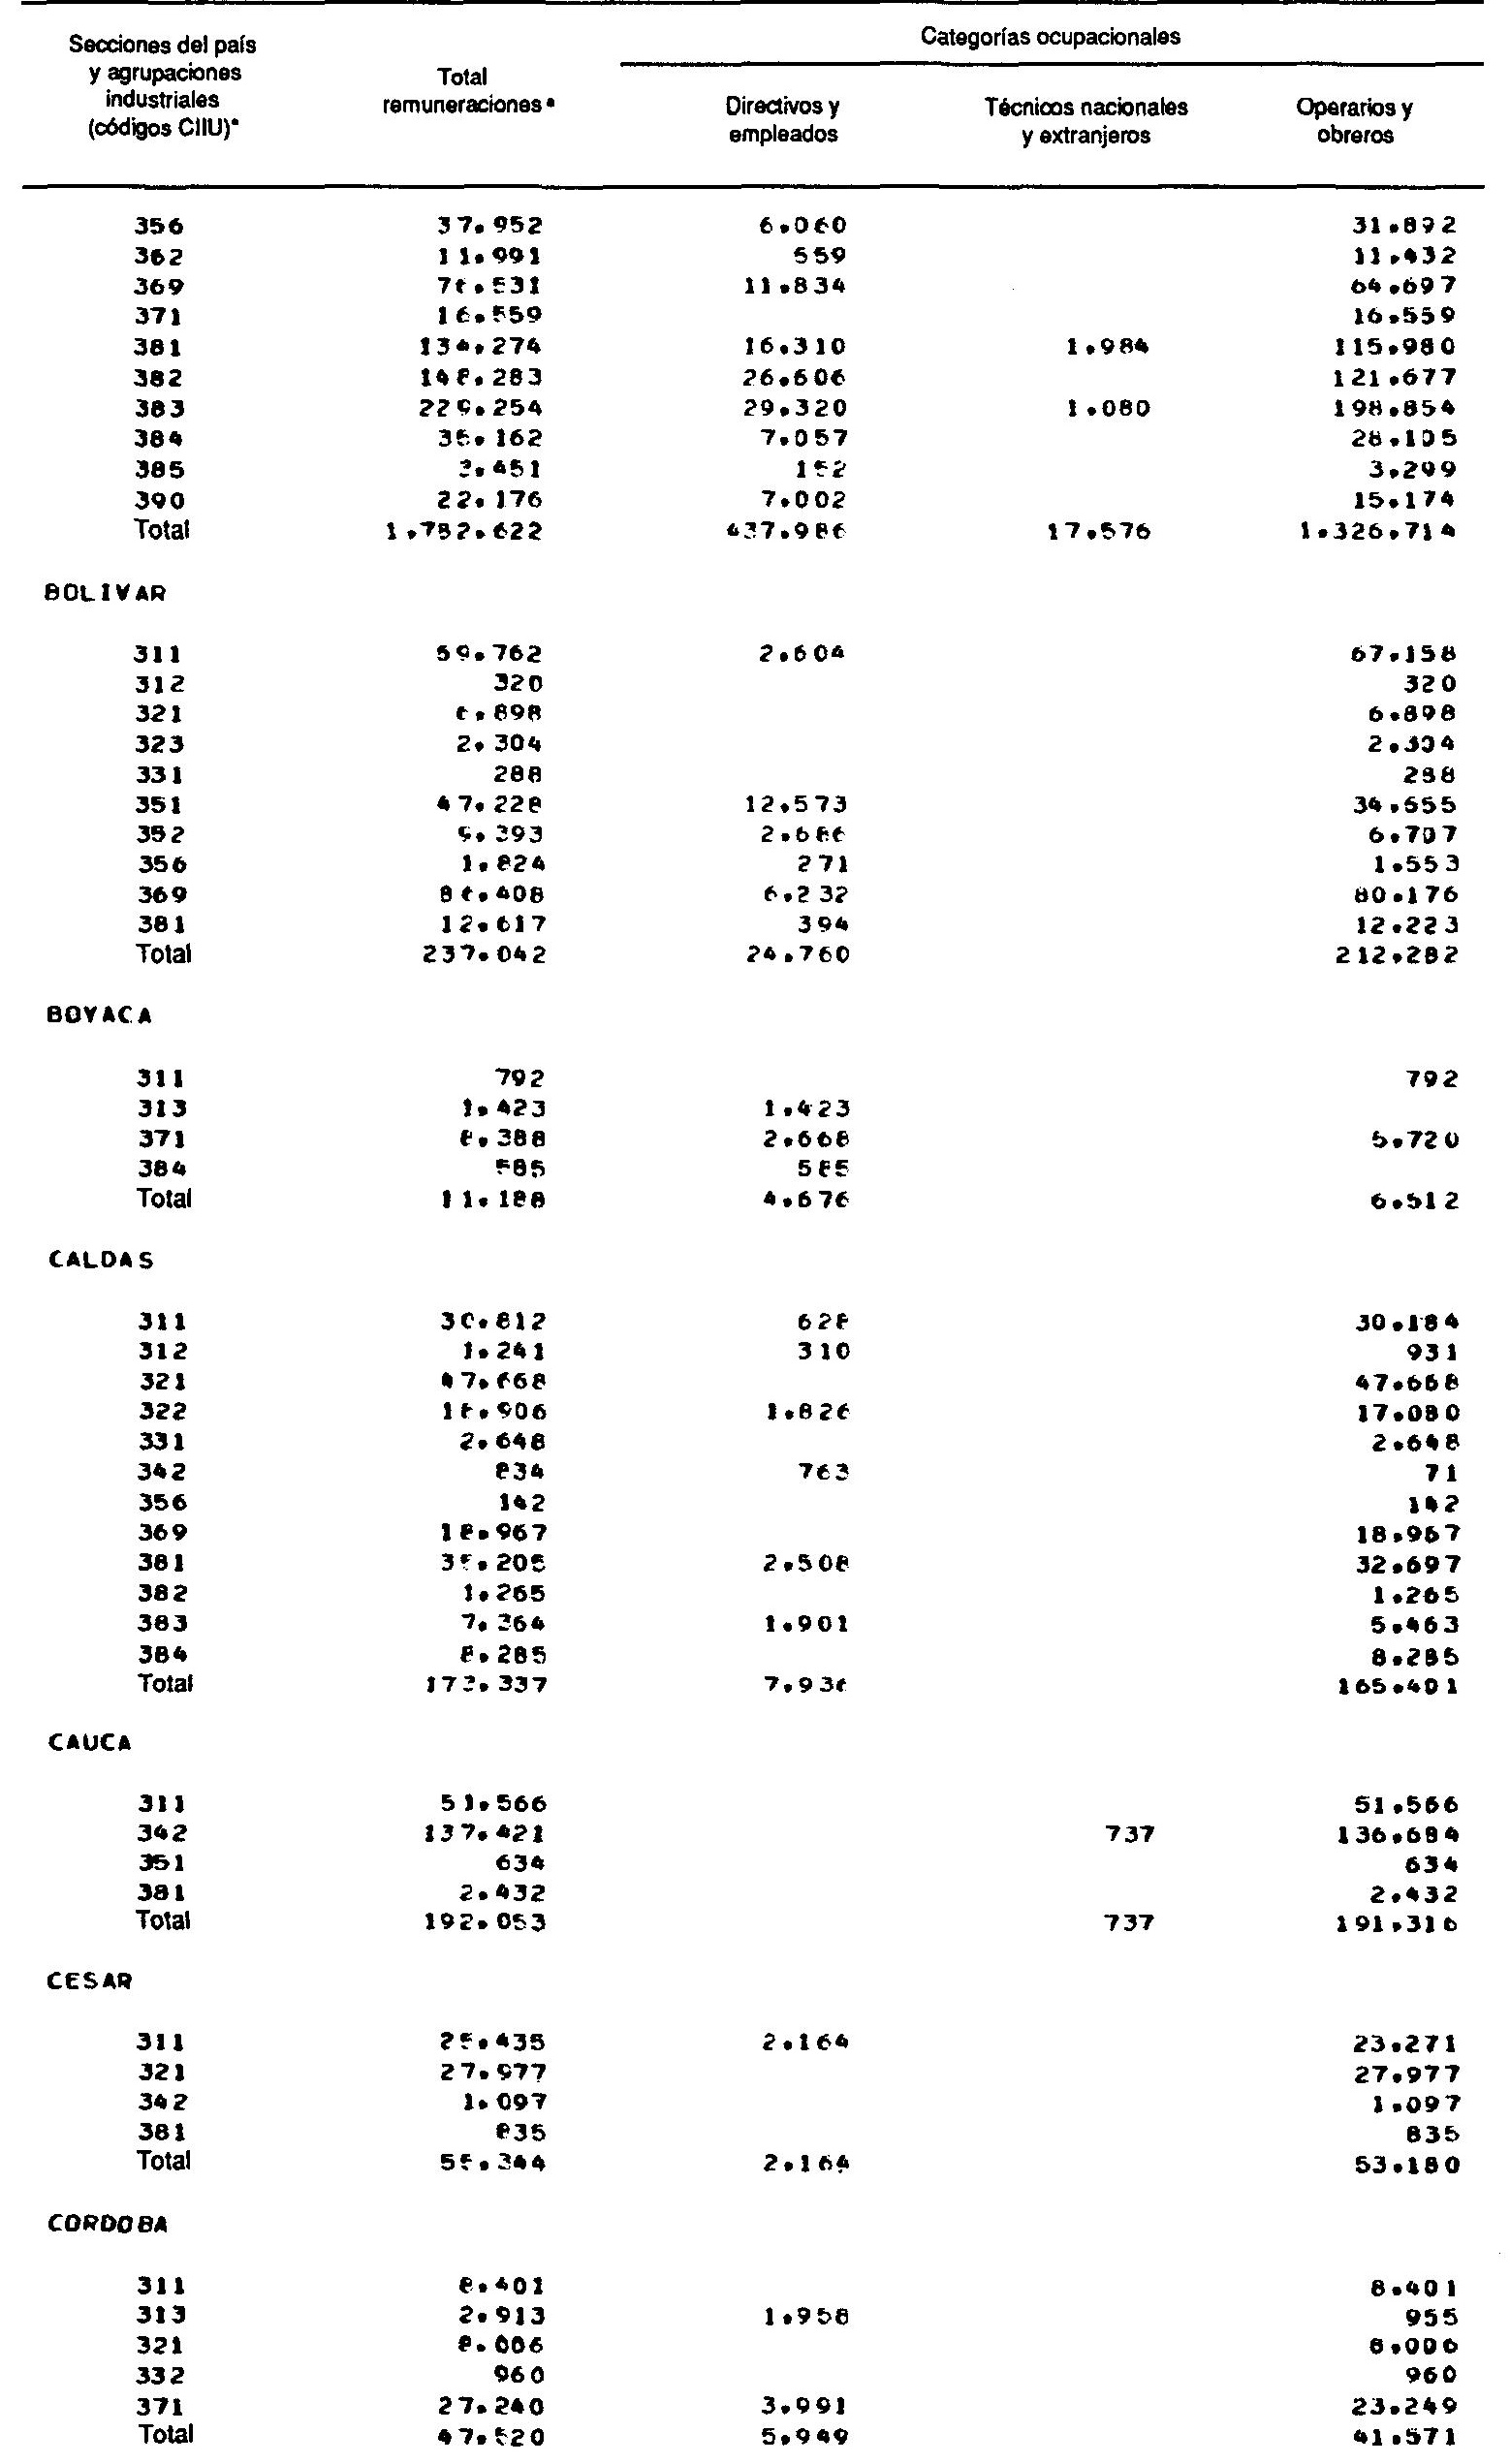 Secciones del país
y agrupaciones
industriales
(códigos CIIU)ª
Total
remuneraciones ª
Categorías ocupacionales
Directivos y
empleados
Técnicos nacionales
y extranjeros
Operarios y
obreros
356 37.952 6.060 31.892
362 11.991 559 11.432
369 76.531 11.834 64.697
371 16.559 16.559
381 134.274 16.310 1.984 115.980
382 148.283 26.606 121.677
383 229.254 29.320 1.080 198.854
384 35.162 7.057 28.105
385 3.451 152 3.299
390 22.176 7.002 15.174
Total 1.782.622 437.986 17.576 1.326.714
BOLIVAR
311 69.762 2.604 67.158
312 320 320
321 6.898 6.898
323 2.304 2.304
331 288 288
351 47.228 12.573 34.655
352 9.393 2.686 6.707
356 1.824 271 1.553
369 86.408 6.232 80.176
381 12.617 394 12.223
Total 237.042 24.760 212.282
BOYACA
311 792 792
313 1.423 1.423
371 8.388 2.668 5.720
384 585 585
Total 11.188 4.676 6.512
CALDAS
311 30.812 628 30.184
312 1.241 310 931
321 47.668 47.668
322 18.906 1.826 17.080
331 2.648 2.648
342 834 763 71
356 142 142
369 18.967 18.967
381 35.205 2.508 32.697
382 1.265 1.265
383 7.364 1.901 5.463
384 8.285 8.285
Total 173.337 7.936 165.401
CAUCA
311 51.566 51.566
342 137.421 737 136.684
351 634 634
381 2.432 2.432
Total 192.053 737 191.316
CESAR
311 25.435 2.164 23.271
321 27.977 27.977
342 1.097 1.097
381 835 835
Total 55.344 2.164 53.180
CORDOBA
311 8.401 8.401
313 2.913 1.958 955
321 8.006 8.006
332 960 960
371 27.240 3.991 23.249
Total 47.520 5.949 41.571